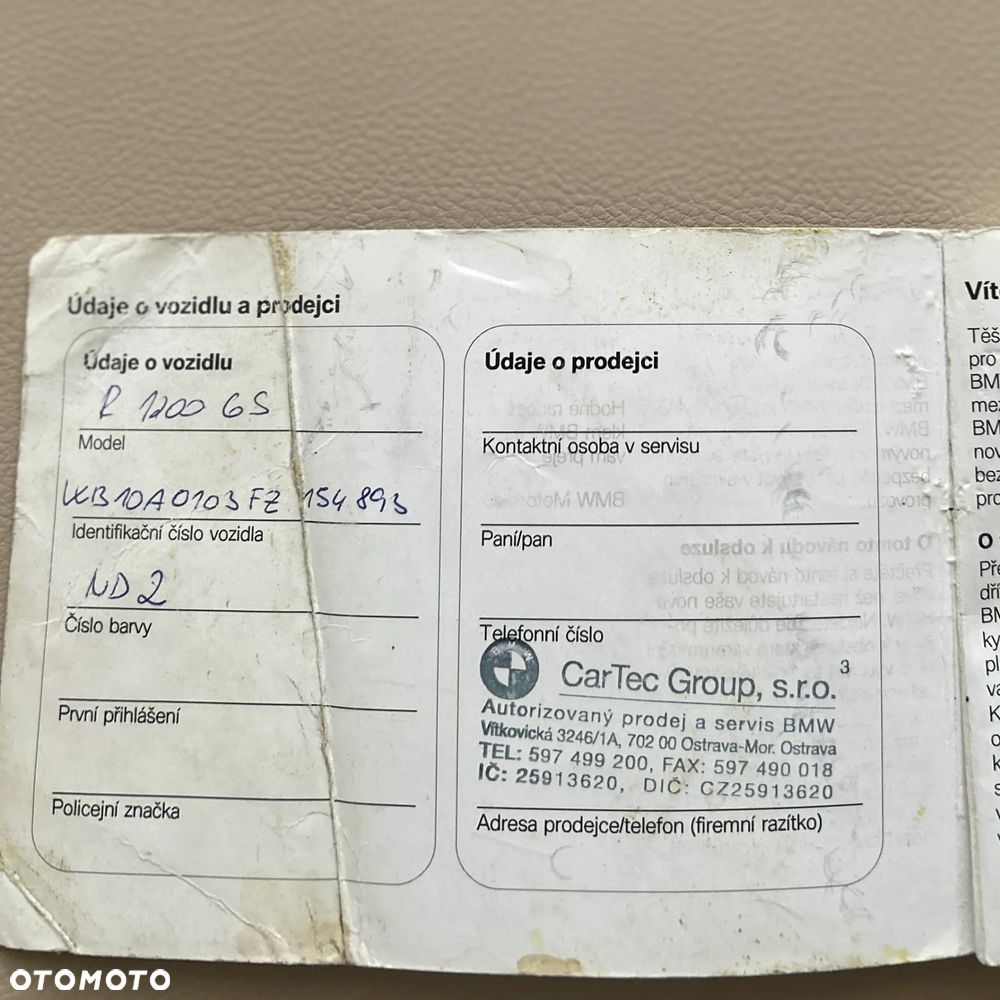 Údaje o vozidlu a prodejci
Údaje o vozidlu
R 1200 GS
Model
WB10A0103FZ 154893
Identifikační číslo vozidla
ND2
Číslo barvy
První přihlášení
Policejní značka
Údaje o prodejci
Kontaktní osoba v servisu
Paní/pan
Telefonní číslo
BMW
CarTec Group, s.r.o. 3
Autorizovaný prodej a servis BMW
Vítkovická 3246/1A, 702 00 Ostrava-Mor. Ostrava
TEL: 597 499 200, FAX: 597 490 018
IČ: 25913620, DIČ: CZ25913620
Adresa prodejce/telefon (firemní razítko)
pro
BM
OTOMOTO